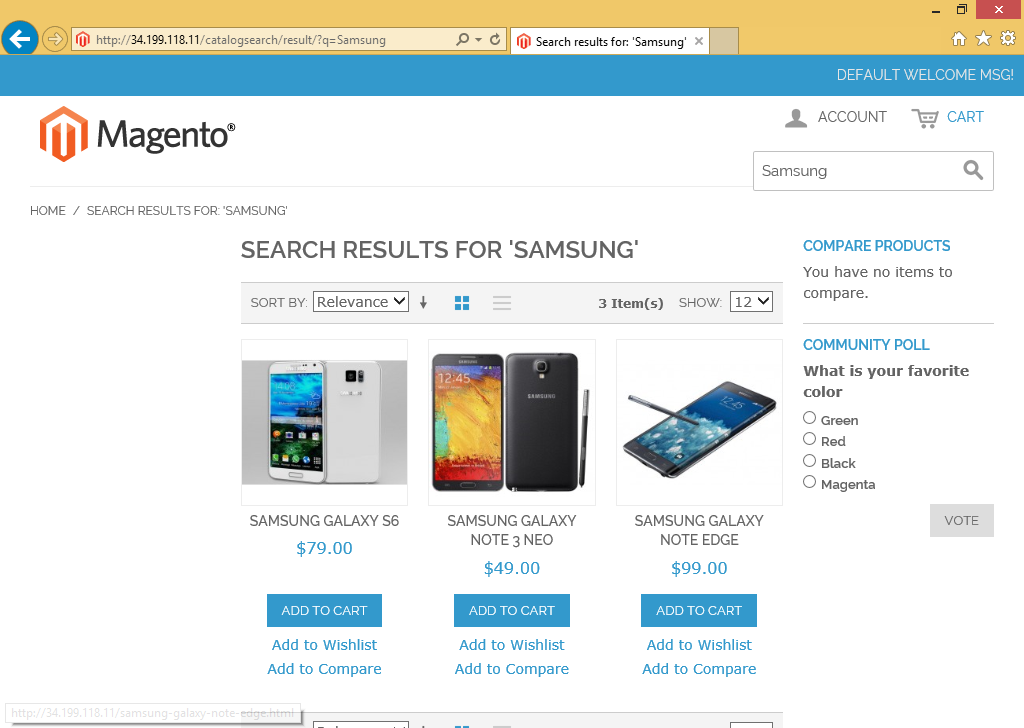 http://34.199.118.11/catalogsearch/result/?q=Samsung
Search results for: 'Samsung'
DEFAULT WELCOME MSG!
Magento®
ACCOUNT
CART
Samsung
HOME / SEARCH RESULTS FOR: 'SAMSUNG'
SEARCH RESULTS FOR 'SAMSUNG'
SORT BY: Relevance
3 Item(s)
SHOW: 12
COMPARE PRODUCTS
You have no items to
compare.
COMMUNITY POLL
What is your favorite
color
Green
Red
Black
Magenta
VOTE
12:45
SAMSUNG
SAMSUNG GALAXY S6
$79.00
ADD TO CART
Add to Wishlist
Add to Compare
SAMSUNG GALAXY
NOTE 3 NEO
$49.00
ADD TO CART
Add to Wishlist
Add to Compare
SAMSUNG GALAXY
NOTE EDGE
$99.00
ADD TO CART
Add to Wishlist
Add to Compare
http://34.199.118.11/samsung-galaxy-note-edge.html